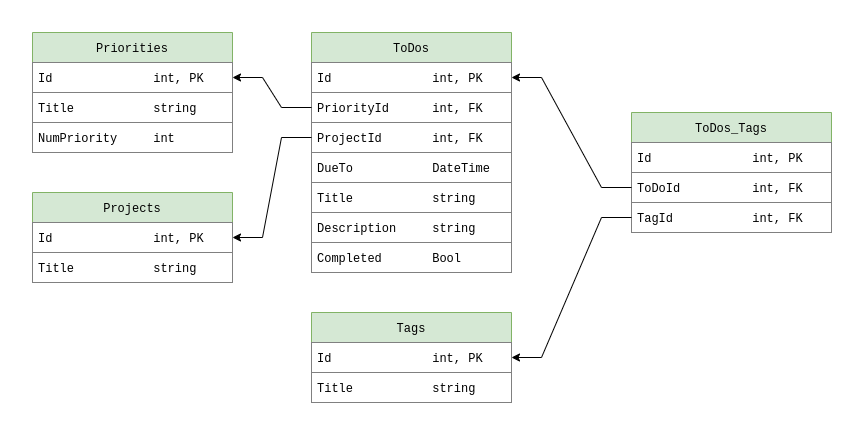 Priorities
Id int, PK
Title string
NumPriority int
Projects
Id int, PK
Title string
ToDos
Id int, PK
PriorityId int, FK
ProjectId int, FK
DueTo DateTime
Title string
Description string
Completed Bool
Tags
Id int, PK
Title string
ToDos_Tags
Id int, PK
ToDoId int, FK
TagId int, FK